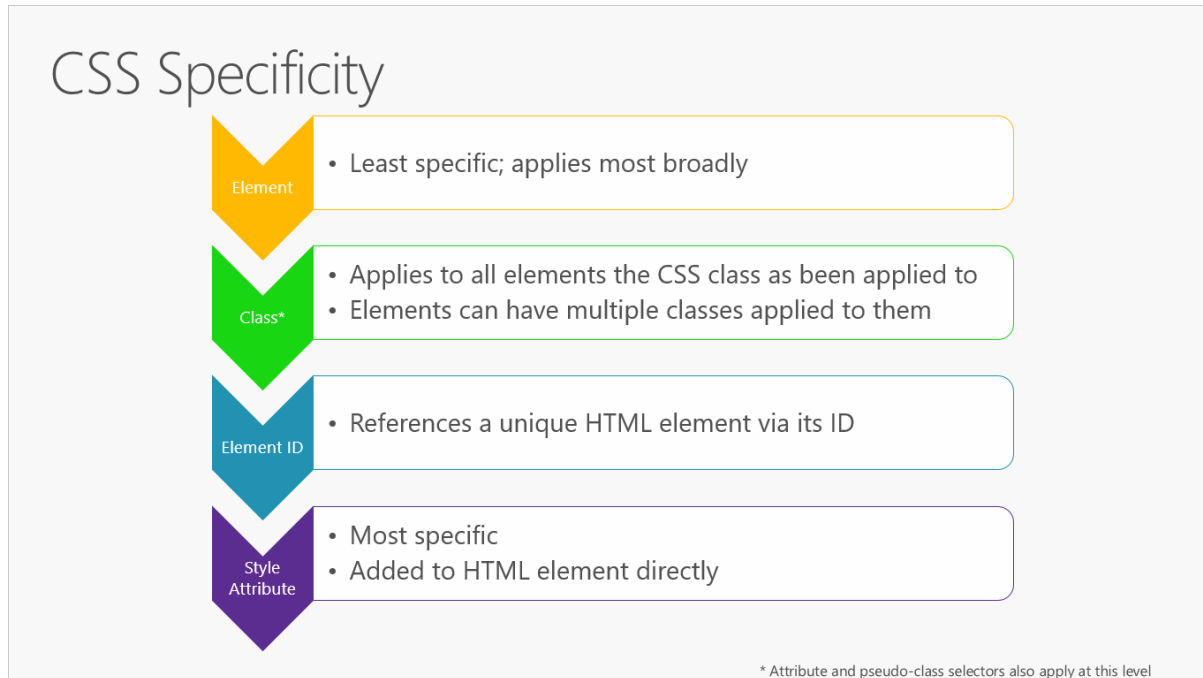 CSS Specificity
Element
• Least specific; applies most broadly
Class*
• Applies to all elements the CSS class as been applied to
• Elements can have multiple classes applied to them
Element ID
• References a unique HTML element via its ID
Style
Attribute
• Most specific
• Added to HTML element directly
* Attribute and pseudo-class selectors also apply at this level